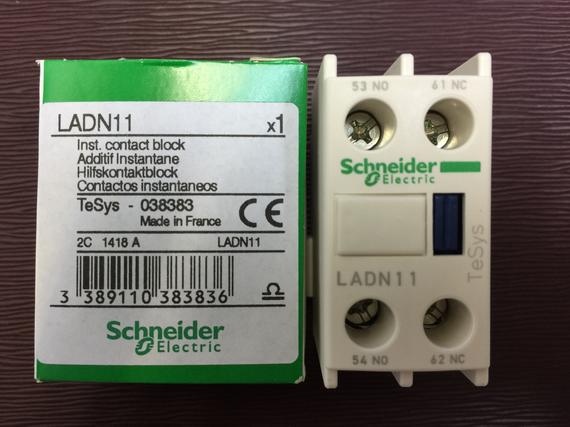 LADN11 x1
Inst. contact block
Additif Instantane
Hilfskontaktblock
Contactos instantaneos
TeSys - 038383
Made in France
CE
2C 1418 A LADN11
3 389110 383836
Schneider
Electric
53 NO 61 NC
Schneider
Electric
LADN11
TeSys
54 NO 62 NC